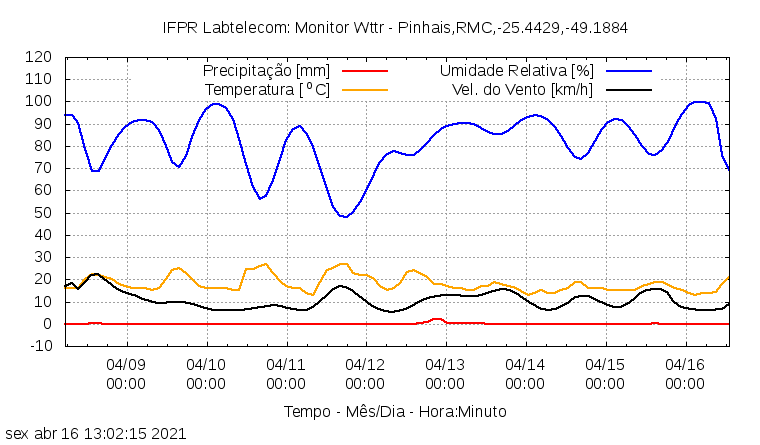 IFPR Labtelecom: Monitor Wttr - Pinhais,RMC,-25.4429,-49.1884
120
110
100
90
80
70
60
50
40
30
20
10
0
-10
Precipitação [mm]
Temperatura [⁰C]
Umidade Relativa [%]
Vel. do Vento [km/h]
04/09 04/10 04/11 04/12 04/13 04/14 04/15 04/16
00:00 00:00 00:00 00:00 00:00 00:00 00:00 00:00
Tempo - Mês/Dia - Hora:Minuto
sex abr 16 13:02:15 2021